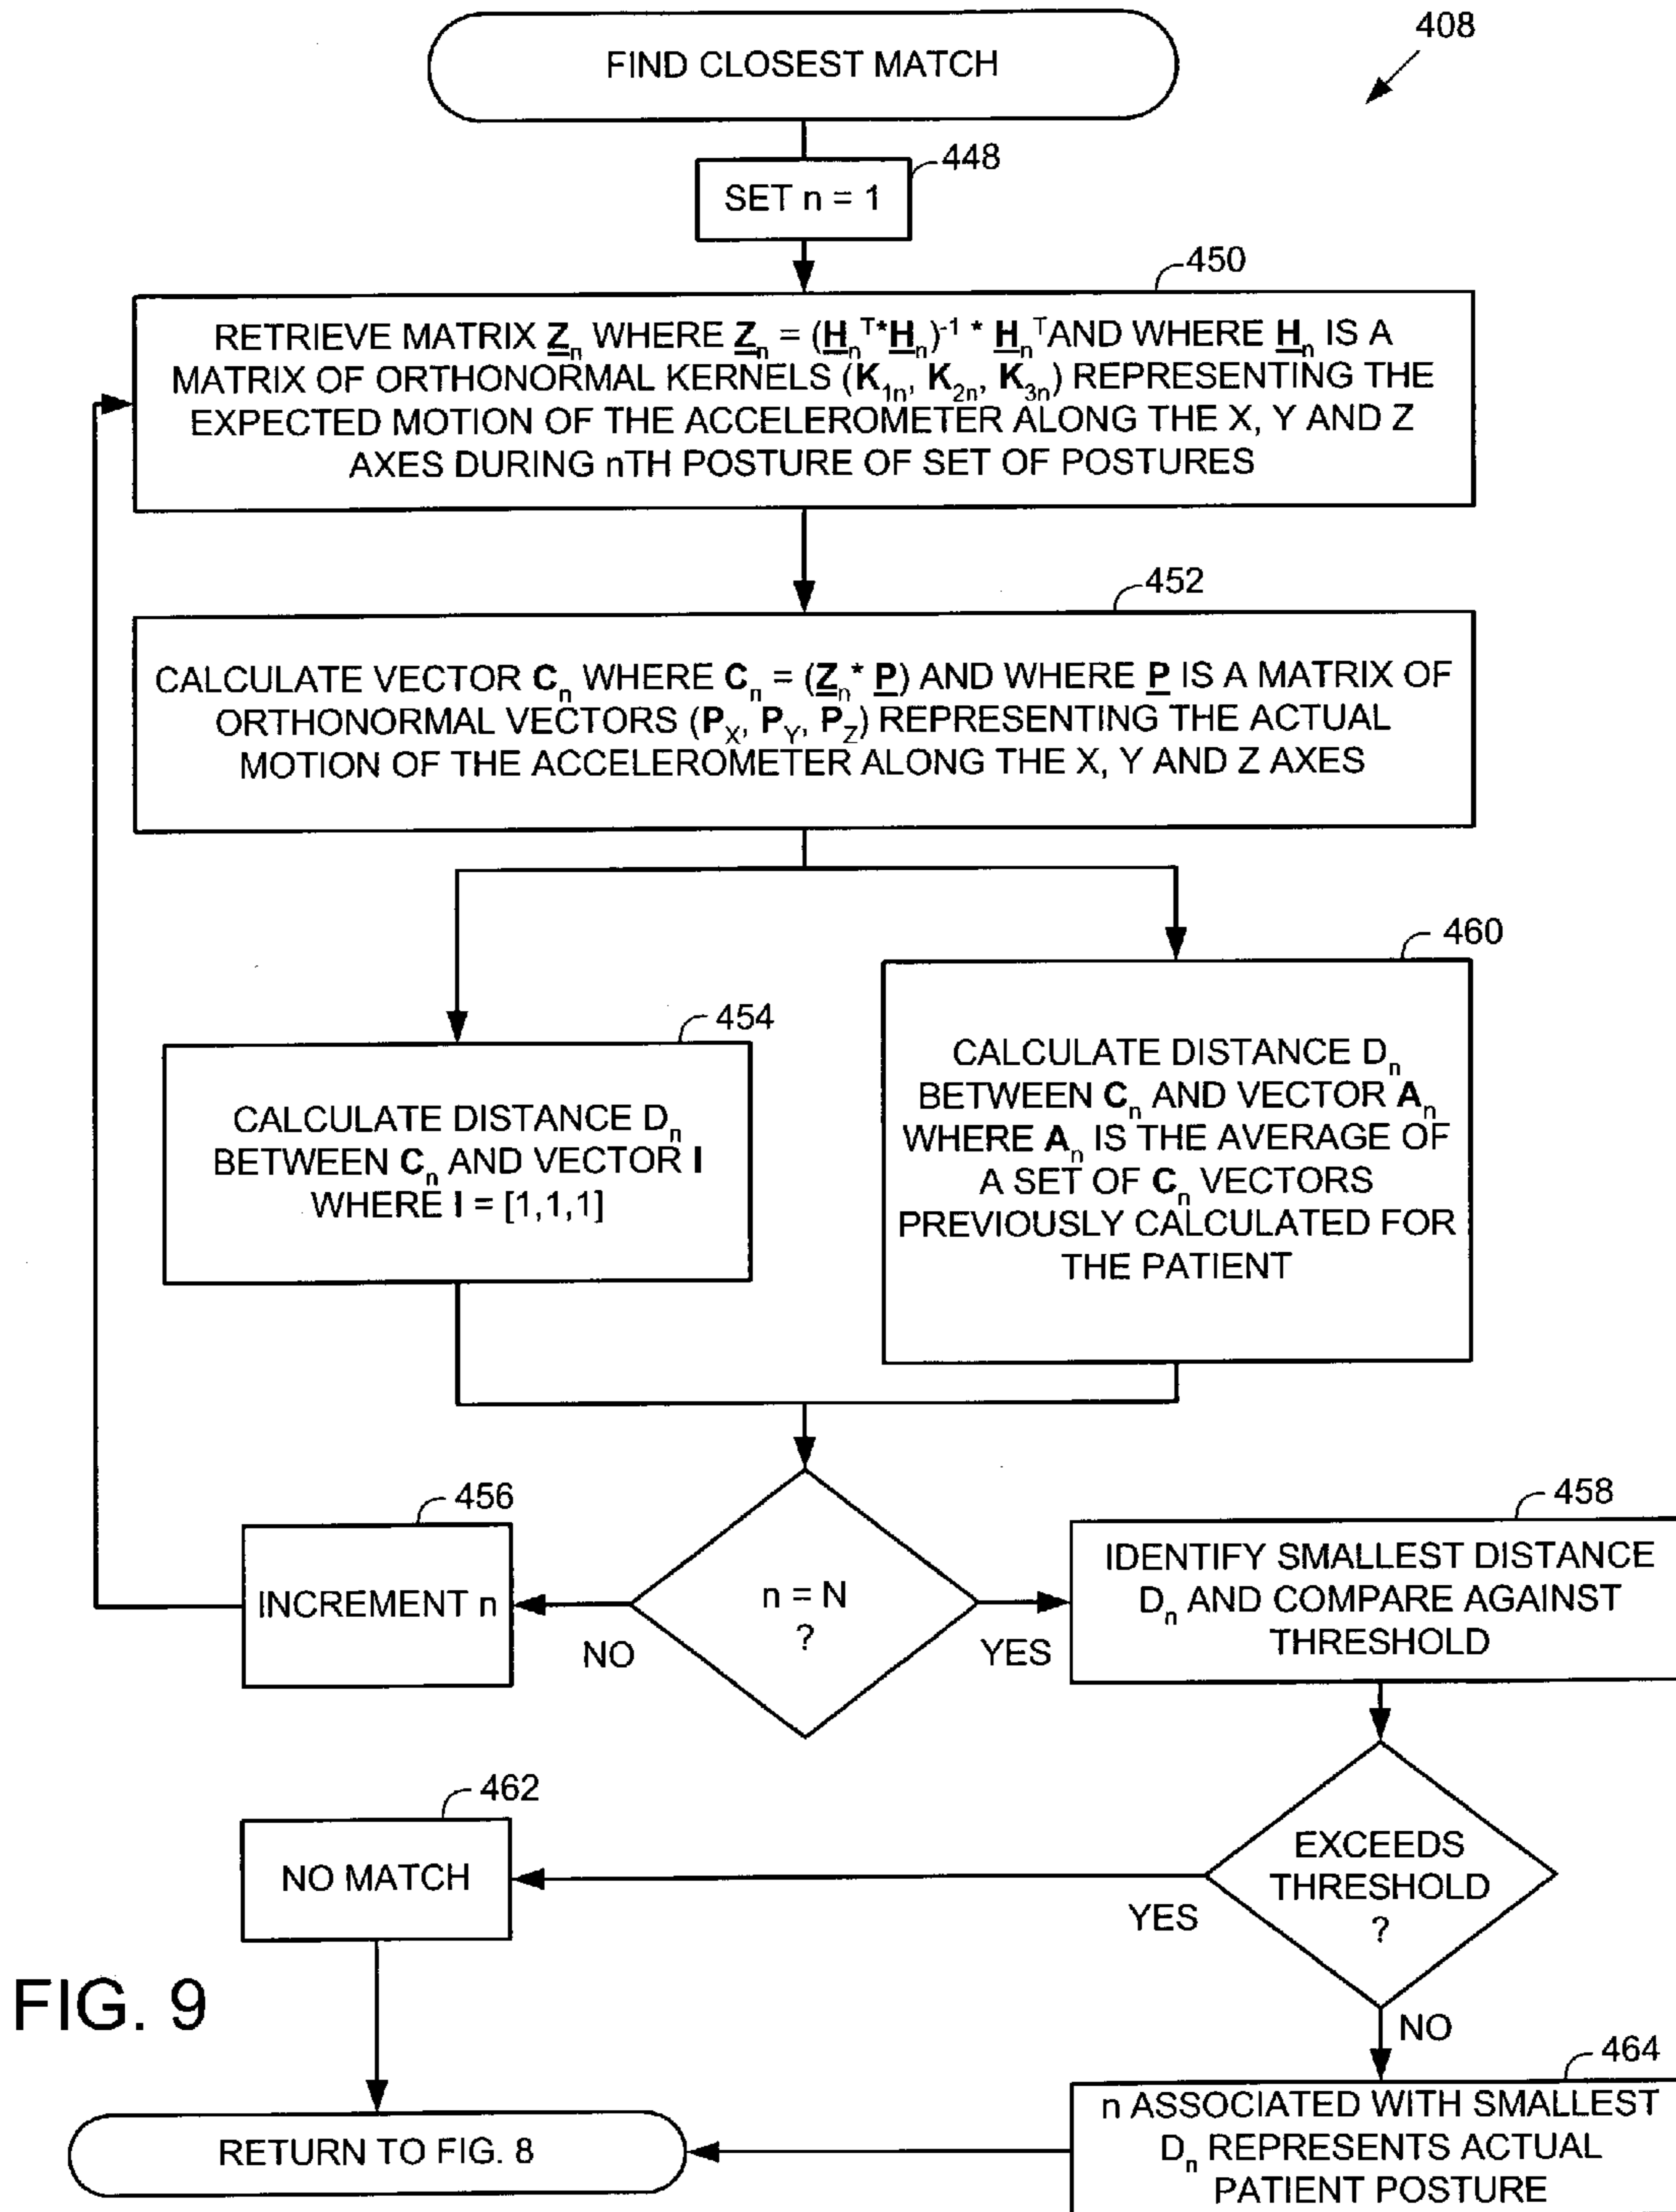 408
FIND CLOSEST MATCH
448
SET n = 1
450
RETRIEVE MATRIX Zn WHERE Zn = (Hn^T*Hn)^-1 * Hn^T AND WHERE Hn IS A
MATRIX OF ORTHONORMAL KERNELS (K1n, K2n, K3n) REPRESENTING THE
EXPECTED MOTION OF THE ACCELEROMETER ALONG THE X, Y AND Z
AXES DURING nTH POSTURE OF SET OF POSTURES
452
CALCULATE VECTOR Cn WHERE Cn = (Zn * P) AND WHERE P IS A MATRIX OF
ORTHONORMAL VECTORS (PX, PY, PZ) REPRESENTING THE ACTUAL
MOTION OF THE ACCELEROMETER ALONG THE X, Y AND Z AXES
454
CALCULATE DISTANCE Dn
BETWEEN Cn AND VECTOR I
WHERE I = [1,1,1]
460
CALCULATE DISTANCE Dn
BETWEEN Cn AND VECTOR An
WHERE An IS THE AVERAGE OF
A SET OF Cn VECTORS
PREVIOUSLY CALCULATED FOR
THE PATIENT
456
INCREMENT n
NO
n = N
?
YES
458
IDENTIFY SMALLEST DISTANCE
Dn AND COMPARE AGAINST
THRESHOLD
462
NO MATCH
YES
EXCEEDS
THRESHOLD
?
NO
464
n ASSOCIATED WITH SMALLEST
Dn REPRESENTS ACTUAL
PATIENT POSTURE
RETURN TO FIG. 8
FIG. 9